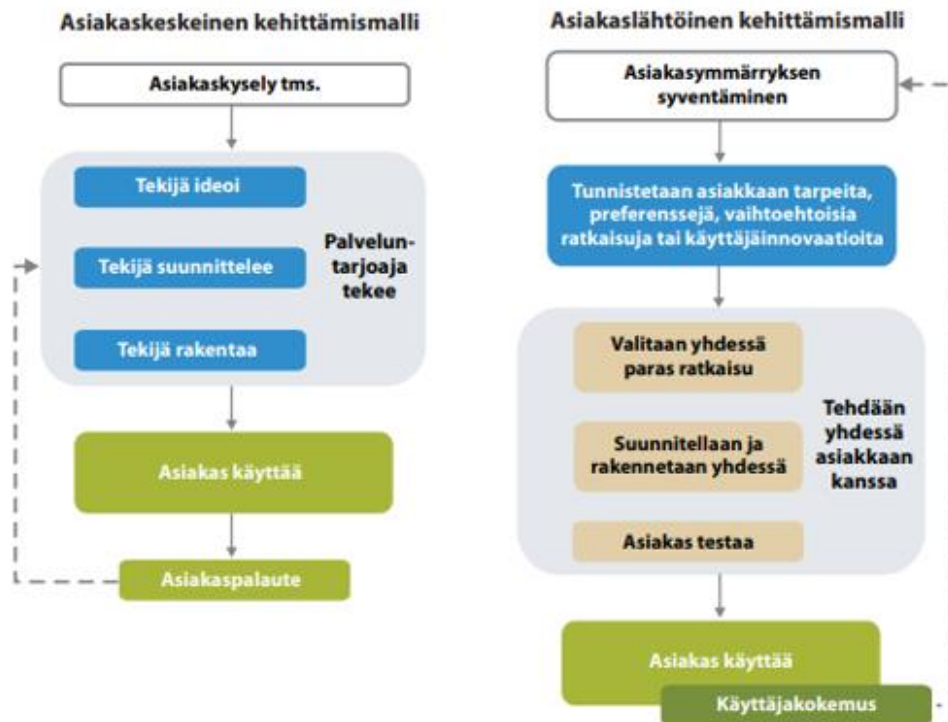 Asiakaskeskeinen kehittämismalli
Asiakaskysely tms.
Tekijä ideoi
Tekijä suunnittelee
Tekijä rakentaa
Palvelun-
tarjoaja
tekee
Asiakas käyttää
Asiakaspalaute
Asiakaslähtöinen kehittämismalli
Asiakasymmärryksen
syventäminen
Tunnistetaan asiakkaan tarpeita,
preferenssejä, vaihtoehtoisia
ratkaisuja tai käyttäjäinnovaatioita
Valitaan yhdessä
paras ratkaisu
Suunnitellaan ja
rakennetaan yhdessä
Asiakas testaa
Tehdään
yhdessä
asiakkaan
kanssa
Asiakas käyttää
Käyttäjakokemus